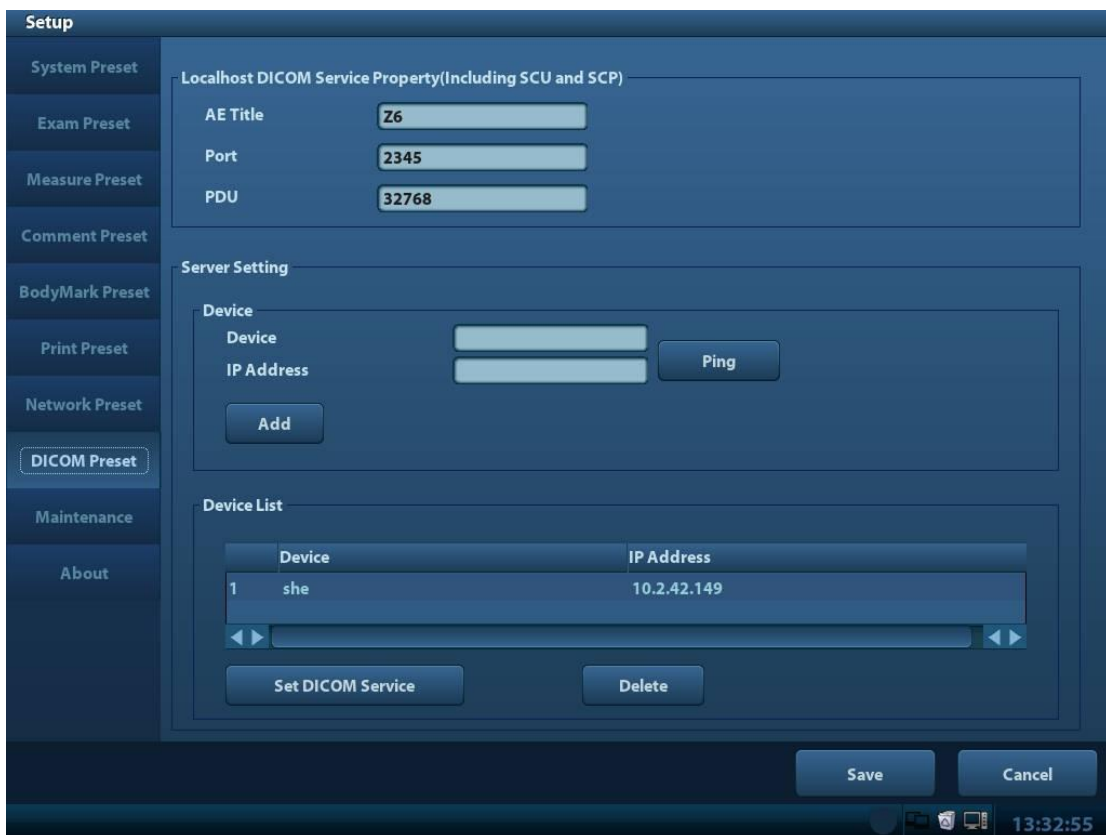 Setup
System Preset
Exam Preset
Measure Preset
Comment Preset
BodyMark Preset
Print Preset
Network Preset
DICOM Preset
Maintenance
About
Localhost DICOM Service Property(Including SCU and SCP)
AE Title Z6
Port 2345
PDU 32768
Server Setting
Device
Device
IP Address
Ping
Add
Device List
Device IP Address
1 she 10.2.42.149
Set DICOM Service Delete
Save Cancel
13:32:55